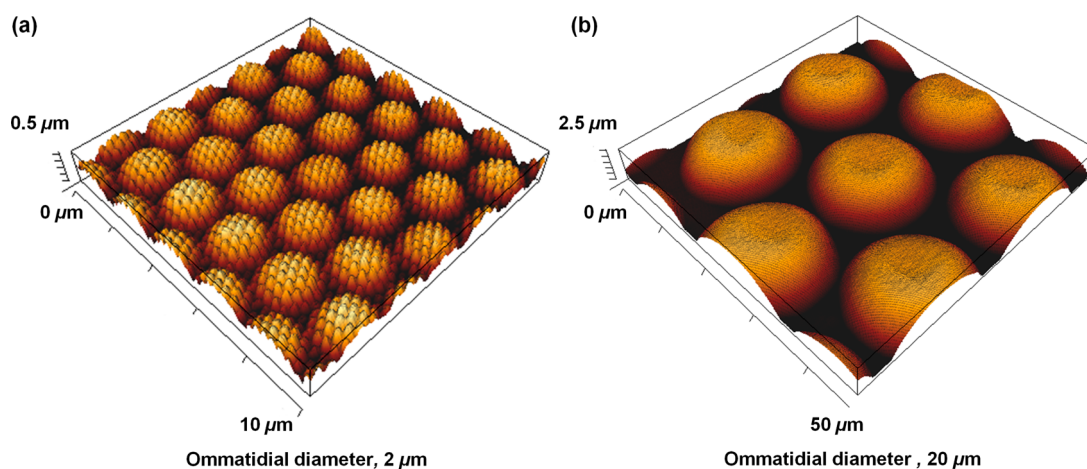 (a)
0.5 µm
0 µm
10 µm
Ommatidial diameter, 2 µm
(b)
2.5 µm
0 µm
50 µm
Ommatidial diameter , 20 µm